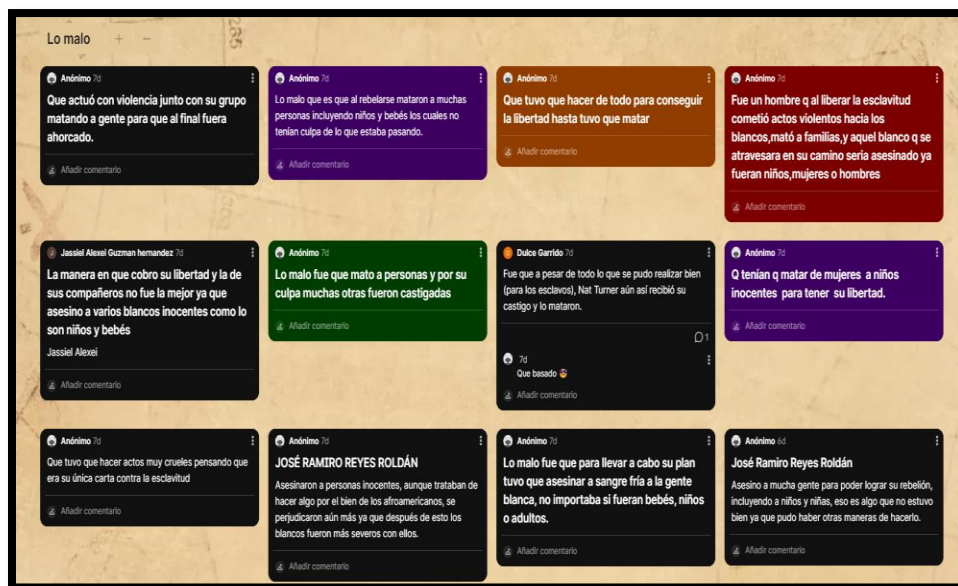 Lo malo + ...
Anónimo 7d
Que actuó con violencia junto con su grupo
matando a gente para que al final fuera
ahorcado.
Añadir comentario
Anónimo 7d
Lo malo que es que al rebelarse mataron a muchas
personas incluyendo niños y bebés los cuales no
tenían culpa de lo que estaba pasando.
Añadir comentario
Anónimo 7d
Que tuvo que hacer de todo para conseguir
la libertad hasta tuvo que matar
Añadir comentario
Anónimo 7d
Fue un hombre q al liberar la esclavitud
cometió actos violentos hacia los
blancos,mató a familias,y aquel blanco q se
atravesara en su camino seria asesinado ya
fueran niños,mujeres o hombres
Añadir comentario
Jassiel Alexei Guzman hernandez 7d
La manera en que cobro su libertad y la de
sus compañeros no fue la mejor ya que
asesino a varios blancos inocentes como lo
son niños y bebés
Jassiel Alexei
Añadir comentario
Anónimo 7d
Lo malo fue que mato a personas y por su
culpa muchas otras fueron castigadas
Añadir comentario
Dulce Garrido 7d
Fue que a pesar de todo lo que se pudo realizar bien
(para los esclavos), Nat Turner aún así recibió su
castigo y lo mataron.
1
7d
Que basado
Añadir comentario
Anónimo 7d
Q tenían q matar de mujeres a niños
inocentes para tener su libertad.
Añadir comentario
Anónimo 7d
Que tuvo que hacer actos muy crueles pensando que
era su única carta contra la esclavitud
Añadir comentario
Anónimo 7d
JOSÉ RAMIRO REYES ROLDÁN
Asesinaron a personas inocentes, aunque trataban de
hacer algo por el bien de los afroamericanos, se
perjudicaron aún más ya que después de esto los
blancos fueron más severos con ellos.
Añadir comentario
Anónimo 7d
Lo malo fue que para llevar a cabo su plan
tuvo que asesinar a sangre fría a la gente
blanca, no importaba si fueran bebés, niños
o adultos.
Añadir comentario
Anónimo 6d
José Ramiro Reyes Roldán
Asesino a mucha gente para poder lograr su rebelión,
incluyendo a niños y niñas, eso es algo que no estuvo
bien ya que pudo haber otras maneras de hacerlo.
Añadir comentario